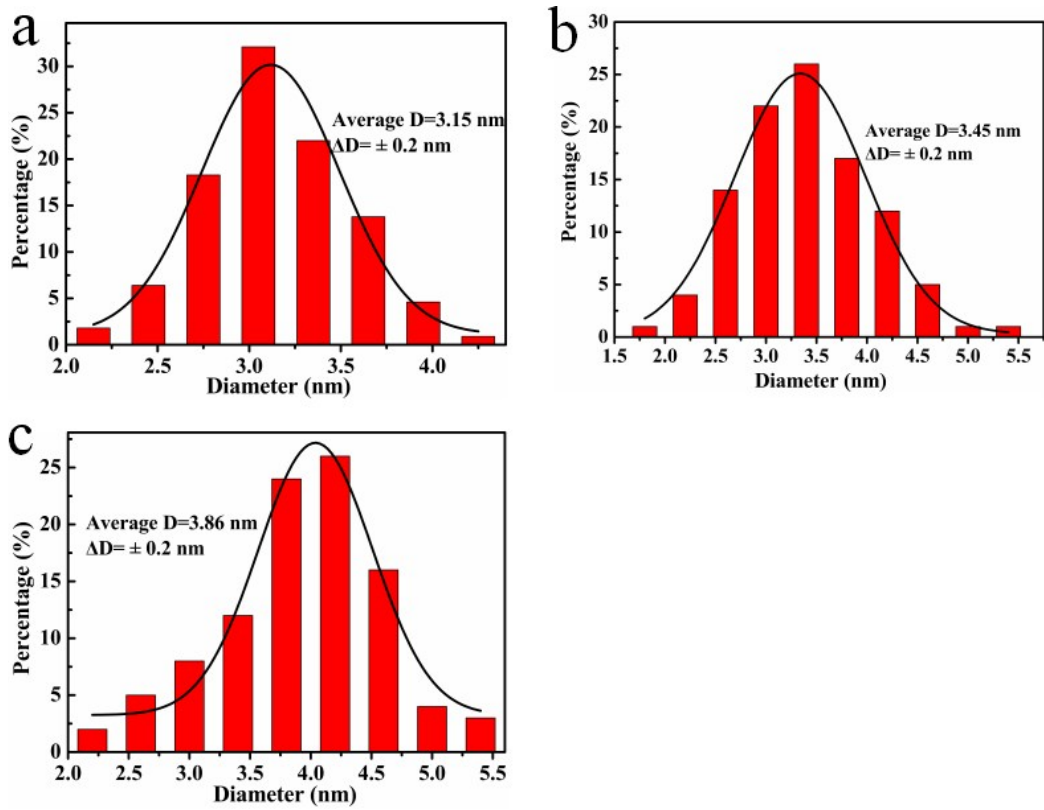 a
30
25
20
15
10
5
0
Percentage (%)
Average D=3.15 nm
ΔD= ± 0.2 nm
2.0 2.5 3.0 3.5 4.0
Diameter (nm)
b
30
25
20
15
10
5
0
Percentage (%)
Average D=3.45 nm
ΔD= ± 0.2 nm
1.5 2.0 2.5 3.0 3.5 4.0 4.5 5.0 5.5
Diameter (nm)
c
25
20
15
10
5
0
Percentage (%)
Average D=3.86 nm
ΔD= ± 0.2 nm
2.0 2.5 3.0 3.5 4.0 4.5 5.0 5.5
Diameter (nm)